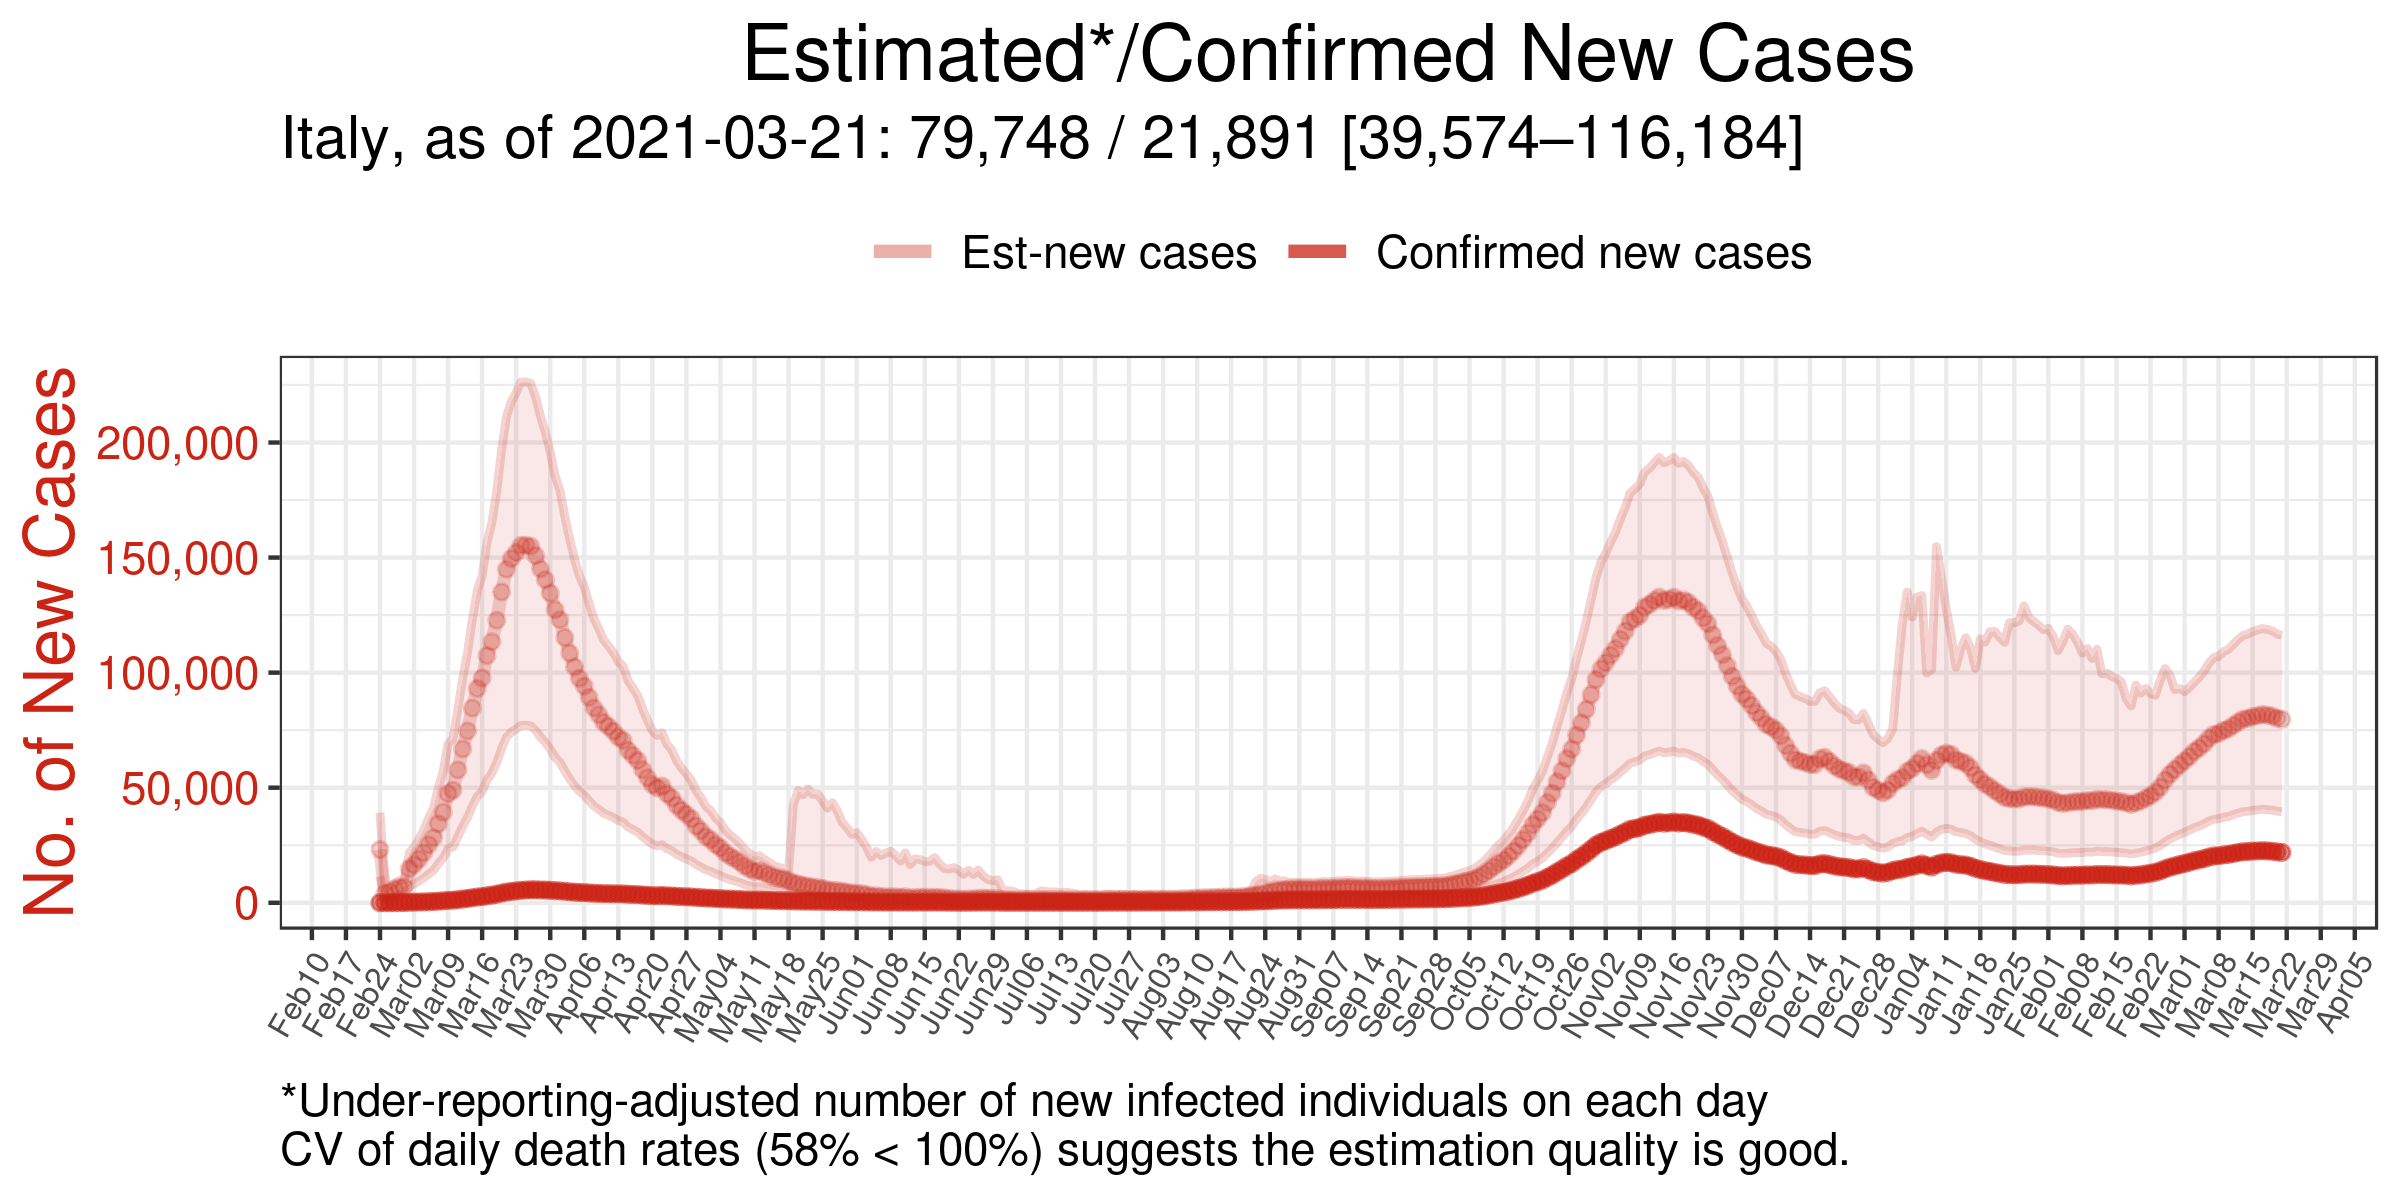 Estimated*/Confirmed New Cases
Italy, as of 2021-03-21: 79,748 / 21,891 [39,574–116,184]
Est-new cases
Confirmed new cases
No. of New Cases
200,000
150,000
100,000
50,000
0
Feb10
Feb17
Feb24
Mar02
Mar09
Mar16
Mar23
Mar30
Apr06
Apr13
Apr20
Apr27
May04
May11
May18
May25
Jun01
Jun08
Jun15
Jun22
Jun29
Jul06
Jul13
Jul20
Jul27
Aug03
Aug10
Aug17
Aug24
Aug31
Sep07
Sep14
Sep21
Sep28
Oct05
Oct12
Oct19
Oct26
Nov02
Nov09
Nov16
Nov23
Nov30
Dec07
Dec14
Dec21
Dec28
Jan04
Jan11
Jan18
Jan25
Feb01
Feb08
Feb15
Feb22
Mar01
Mar08
Mar15
Mar22
Mar29
Apr05
*Under-reporting-adjusted number of new infected individuals on each day
CV of daily death rates (58% < 100%) suggests the estimation quality is good.